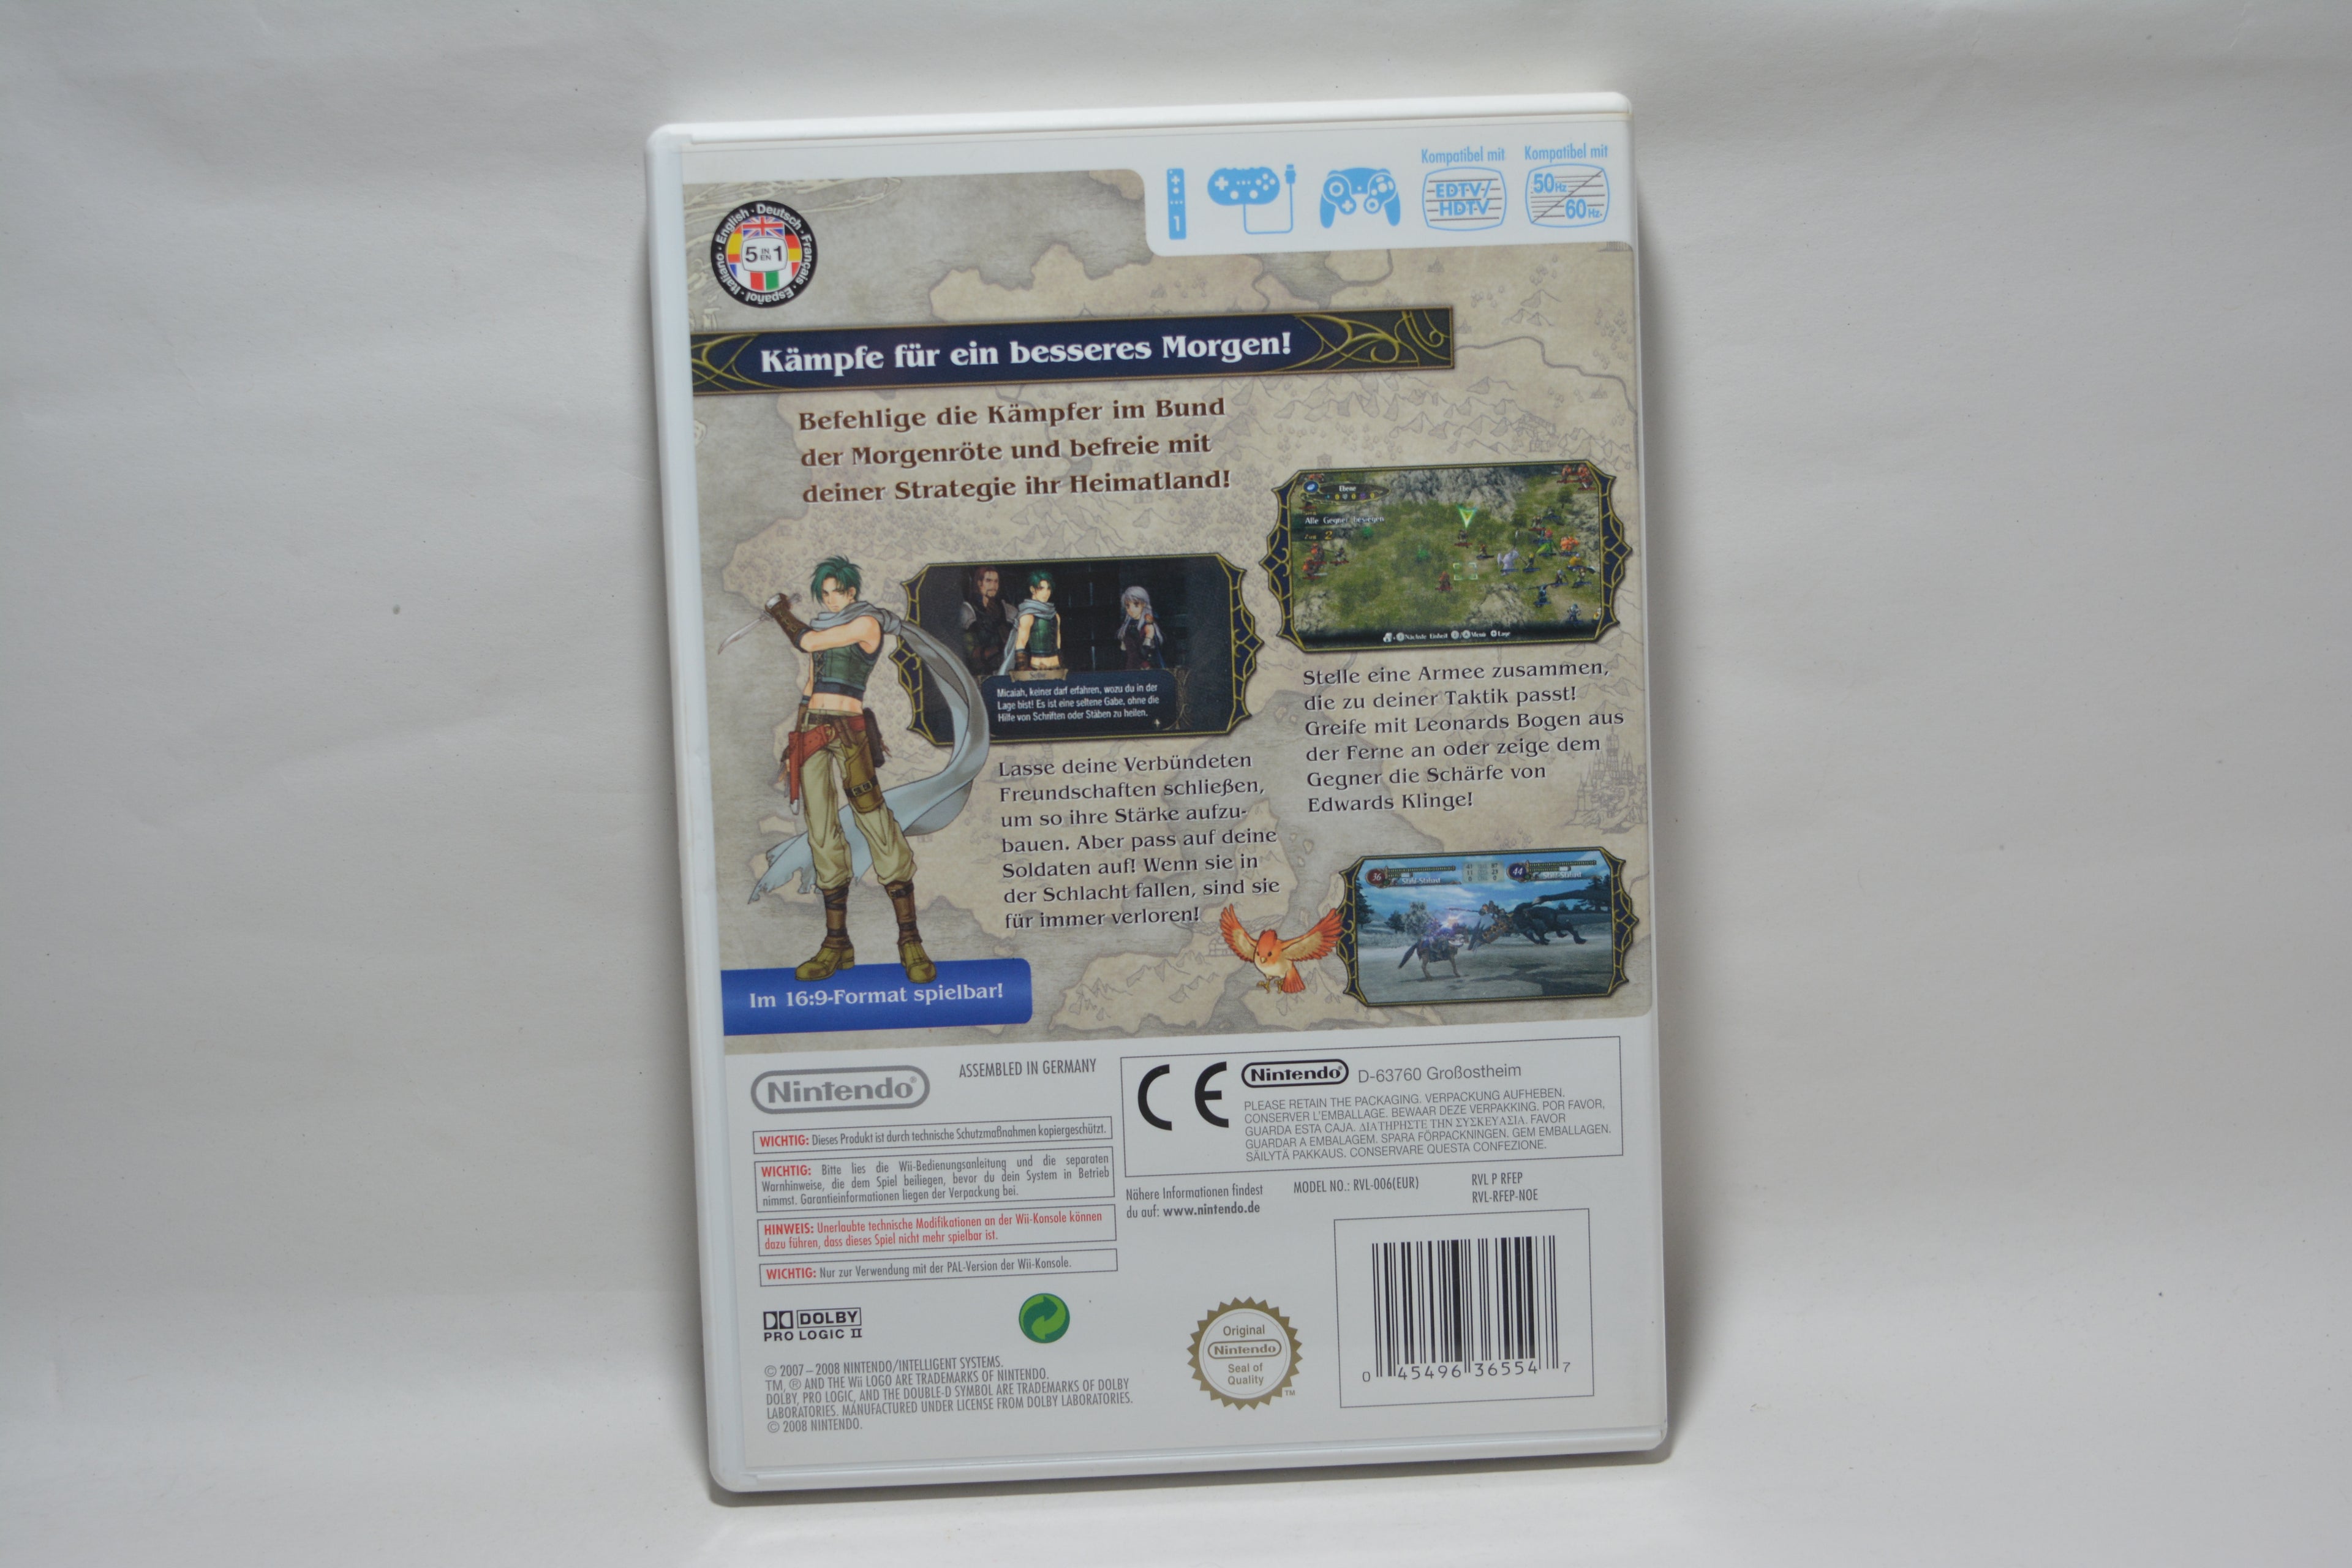 Kompatibel mit
EDTV/
HDTV
Kompatibel mit
50Hz
60Hz
1
English · Deutsch · Français · Español · Italiano ·
5 IN EN 1
Kämpfe für ein besseres Morgen!
Befehlige die Kämpfer im Bund
der Morgenröte und befreie mit
deiner Strategie ihr Heimatland!
Ebene
Alle Gegner besiegen
2
Nächste Einheit
Menü
Lage
Micaiah, keiner darf erfahren, wozu du in der
Lage bist! Es ist eine seltene Gabe, ohne die
Hilfe von Schriften oder Stäben zu heilen.
Stelle eine Armee zusammen,
die zu deiner Taktik passt!
Greife mit Leonards Bogen aus
der Ferne an oder zeige dem
Gegner die Schärfe von
Edwards Klinge!
Lasse deine Verbündeten
Freundschaften schließen,
um so ihre Stärke aufzu-
bauen. Aber pass auf deine
Soldaten auf! Wenn sie in
der Schlacht fallen, sind sie
für immer verloren!
36
44
Im 16:9-Format spielbar!
Nintendo®
ASSEMBLED IN GERMANY
CE
Nintendo® D-63760 Großostheim
PLEASE RETAIN THE PACKAGING. VERPACKUNG AUFHEBEN.
CONSERVER L'EMBALLAGE. BEWAAR DEZE VERPAKKING. POR FAVOR,
GUARDA ESTA CAJA. ΔΙΑΤΗΡΗΣΤΕ ΤΗΝ ΣΥΣΚΕΥΑΣΙΑ. FAVOR
GUARDAR A EMBALAGEM. SPARA FÖRPACKNINGEN. GEM EMBALLAGEN.
SÄILYTÄ PAKKAUS. CONSERVARE QUESTA CONFEZIONE.
WICHTIG: Dieses Produkt ist durch technische Schutzmaßnahmen kopiergeschützt.
WICHTIG: Bitte lies die Wii-Bedienungsanleitung und die separaten
Warnhinweise, die dem Spiel beiliegen, bevor du dein System in Betrieb
nimmst. Garantieinformationen liegen der Verpackung bei.
HINWEIS: Unerlaubte technische Modifikationen an der Wii-Konsole können
dazu führen, dass dieses Spiel nicht mehr spielbar ist.
WICHTIG: Nur zur Verwendung mit der PAL-Version der Wii-Konsole.
Nähere Informationen findest
du auf: www.nintendo.de
MODEL NO.: RVL-006(EUR)
RVL P RFEP
RVL-RFEP-NOE
DOLBY
PRO LOGIC II
Original
Nintendo
Seal of
Quality
TM
0 45496 36554 7
© 2007 – 2008 NINTENDO/INTELLIGENT SYSTEMS.
TM, ® AND THE Wii LOGO ARE TRADEMARKS OF NINTENDO.
DOLBY, PRO LOGIC, AND THE DOUBLE-D SYMBOL ARE TRADEMARKS OF DOLBY
LABORATORIES. MANUFACTURED UNDER LICENSE FROM DOLBY LABORATORIES.
© 2008 NINTENDO.